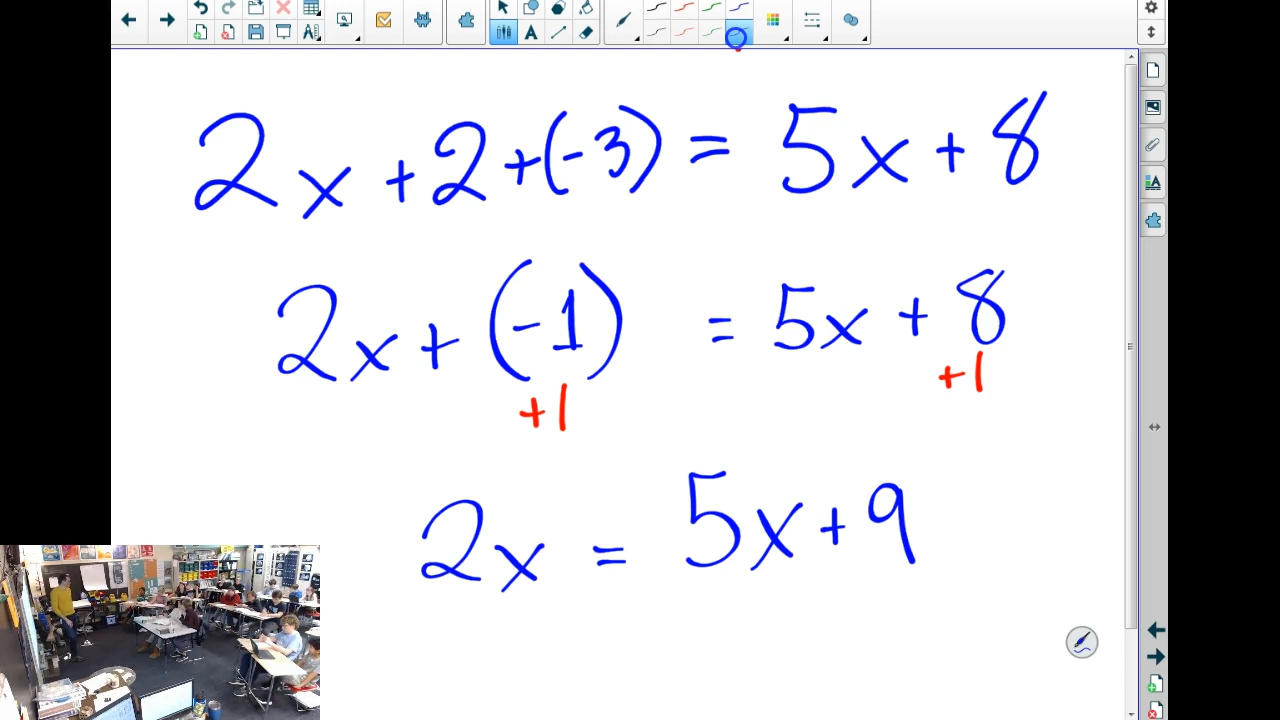 2x + 2 + (-3) = 5x + 8
2x + (-1) = 5x + 8
+1 +1
2x = 5x + 9